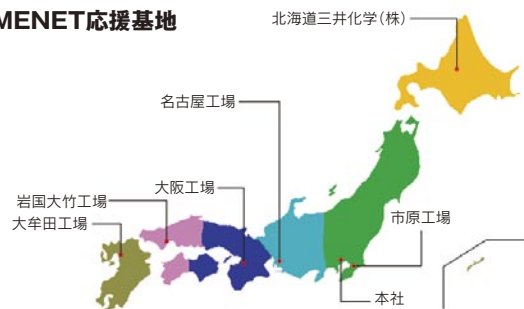 MENET応援基地
北海道三井化学(株)
名古屋工場
大阪工場
岩国大竹工場
大牟田工場
市原工場
本社